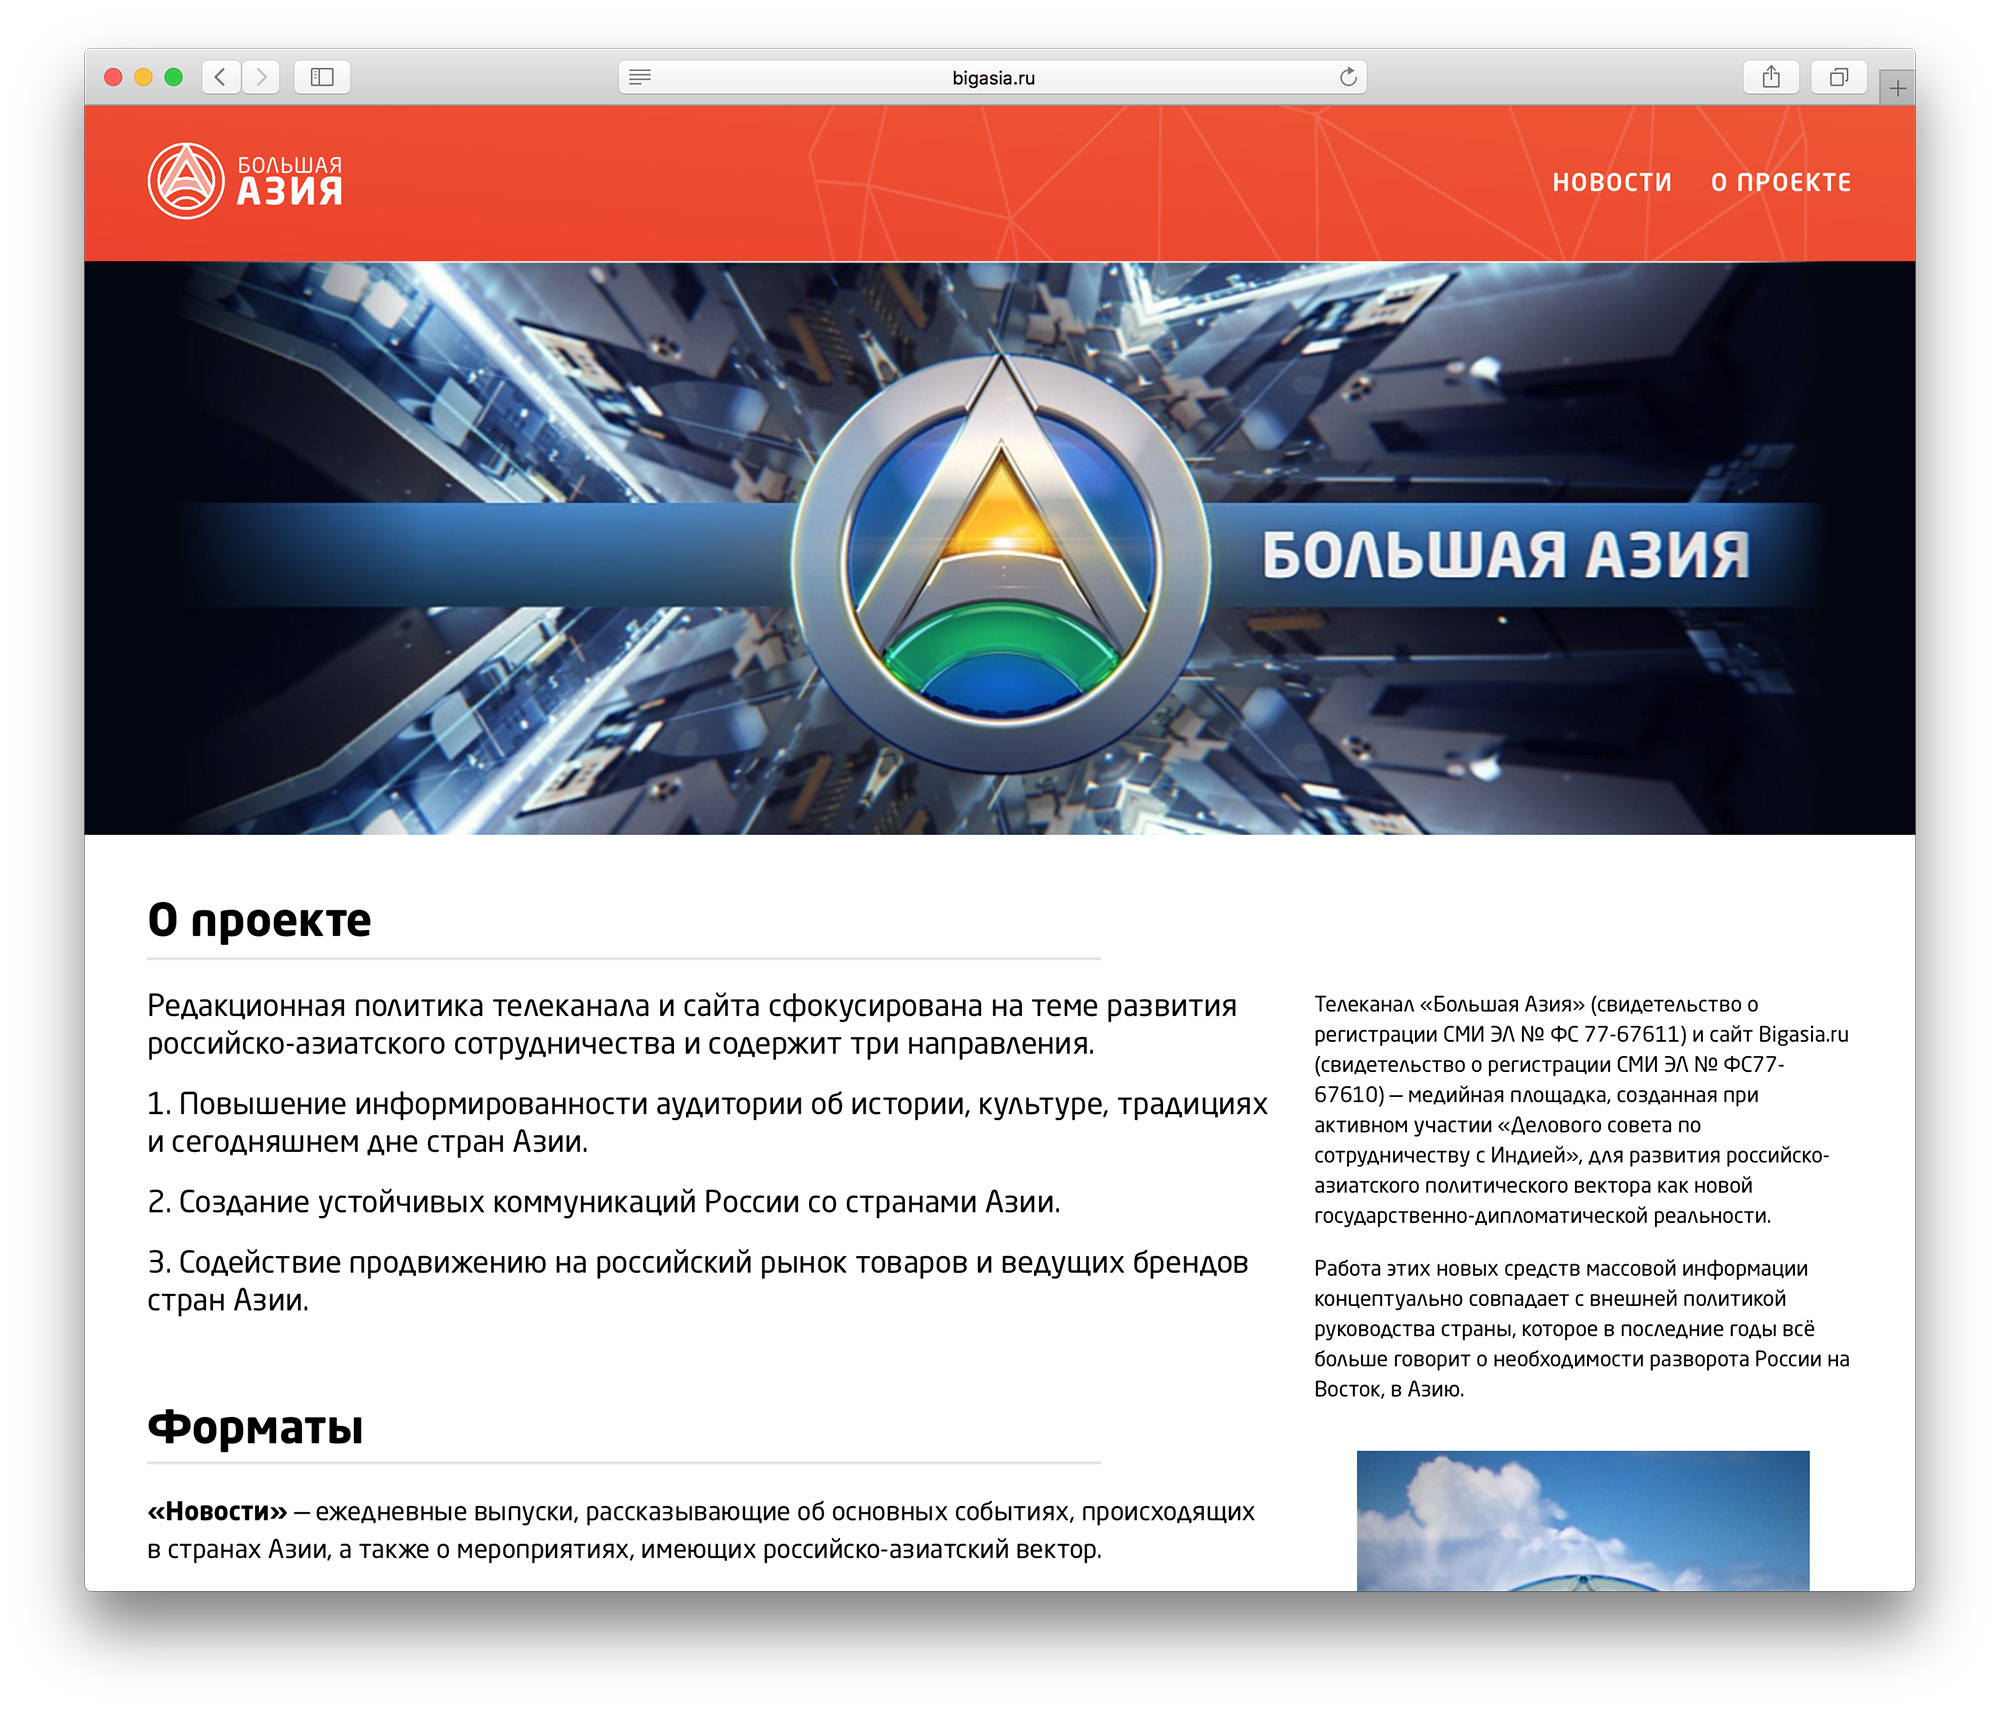 bigasia.ru
БОЛЬШАЯ
АЗИЯ
НОВОСТИ
О ПРОЕКТЕ
БОЛЬШАЯ АЗИЯ
О проекте
Редакционная политика телеканала и сайта сфокусирована на теме развития
российско-азиатского сотрудничества и содержит три направления.
1. Повышение информированности аудитории об истории, культуре, традициях
и сегодняшнем дне стран Азии.
2. Создание устойчивых коммуникаций России со странами Азии.
3. Содействие продвижению на российский рынок товаров и ведущих брендов
стран Азии.
Форматы
«Новости» – ежедневные выпуски, рассказывающие об основных событиях, происходящих
в странах Азии, а также о мероприятиях, имеющих российско-азиатский вектор.
Телеканал «Большая Азия» (свидетельство о
регистрации СМИ ЭЛ № ФС 77-67611) и сайт Bigasia.ru
(свидетельство о регистрации СМИ ЭЛ № ФС77-
67610) – медийная площадка, созданная при
активном участии «Делового совета по
сотрудничеству с Индией», для развития российско-
азиатского политического вектора как новой
государственно-дипломатической реальности.
Работа этих новых средств массовой информации
концептуально совпадает с внешней политикой
руководства страны, которое в последние годы всё
больше говорит о необходимости разворота России на
Восток, в Азию.